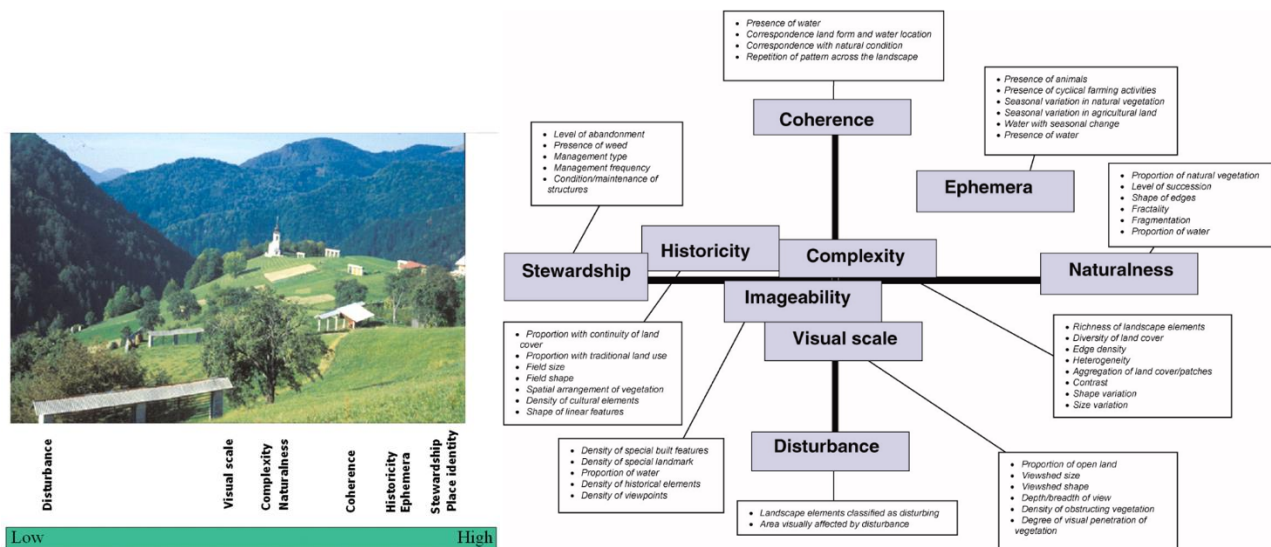 Disturbance
Visual scale
Complexity
Naturalness
Coherence
Historicity
Ephemera
Stewardship
Place identity
Low
High
• Presence of water
• Correspondence land form and water location
• Correspondence with natural condition
• Repetition of pattern across the landscape
Coherence
• Presence of animals
• Presence of cyclical farming activities
• Seasonal variation in natural vegetation
• Seasonal variation in agricultural land
• Water with seasonal change
• Presence of water
Ephemera
• Level of abandonment
• Presence of weed
• Management type
• Management frequency
• Condition/maintenance of
structures
Stewardship
Historicity
Complexity
• Proportion of natural vegetation
• Level of succession
• Shape of edges
• Fractality
• Fragmentation
• Proportion of water
Naturalness
Imageability
Visual scale
• Proportion with continuity of land
cover
• Proportion with traditional land use
• Field size
• Field shape
• Spatial arrangement of vegetation
• Density of cultural elements
• Shape of linear features
• Richness of landscape elements
• Diversity of land cover
• Edge density
• Heterogeneity
• Aggregation of land cover/patches
• Contrast
• Shape variation
• Size variation
Disturbance
• Density of special built features
• Density of special landmark
• Proportion of water
• Density of historical elements
• Density of viewpoints
• Landscape elements classified as disturbing
• Area visually affected by disturbance
• Proportion of open land
• Viewshed size
• Viewshed shape
• Depth/breadth of view
• Density of obstructing vegetation
• Degree of visual penetration of
vegetation